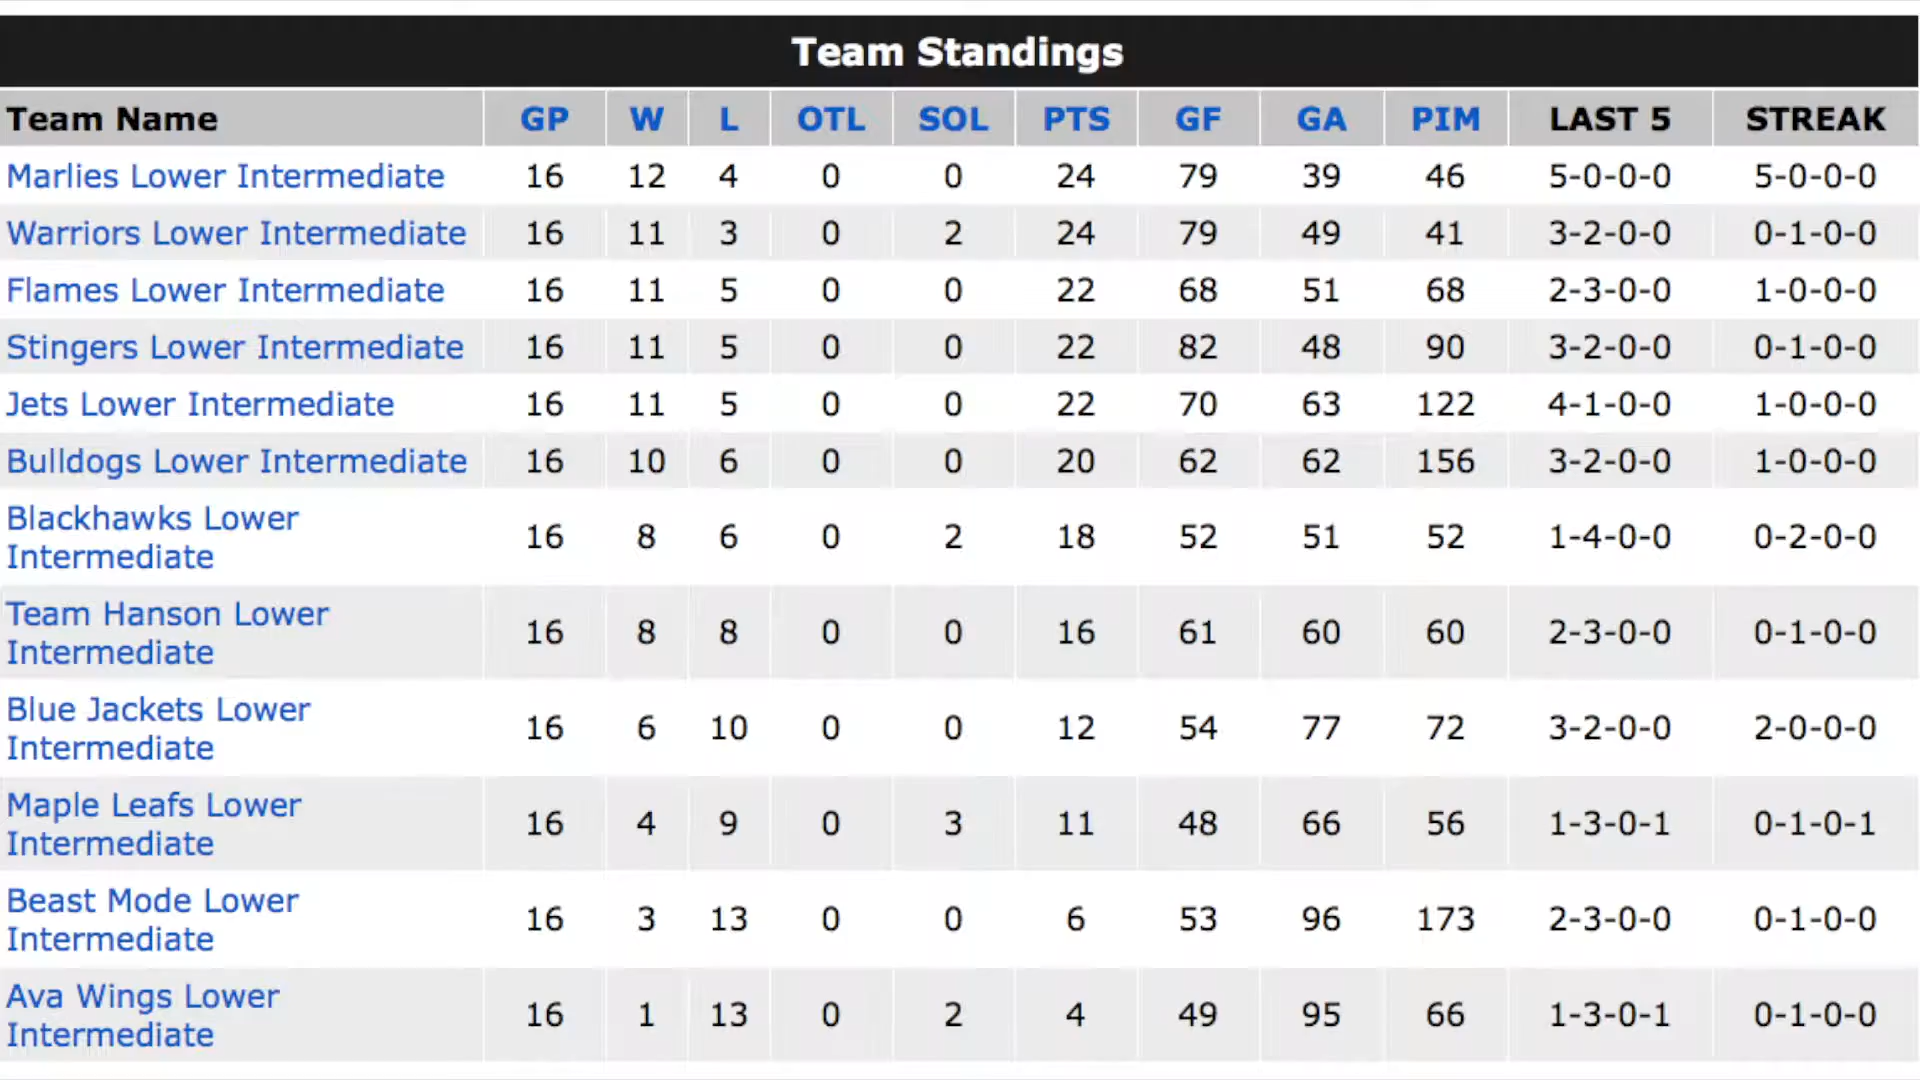 Team Standings
Team Name GP W L OTL SOL PTS GF GA PIM LAST 5 STREAK
Marlies Lower Intermediate 16 12 4 0 0 24 79 39 46 5-0-0-0 5-0-0-0
Warriors Lower Intermediate 16 11 3 0 2 24 79 49 41 3-2-0-0 0-1-0-0
Flames Lower Intermediate 16 11 5 0 0 22 68 51 68 2-3-0-0 1-0-0-0
Stingers Lower Intermediate 16 11 5 0 0 22 82 48 90 3-2-0-0 0-1-0-0
Jets Lower Intermediate 16 11 5 0 0 22 70 63 122 4-1-0-0 1-0-0-0
Bulldogs Lower Intermediate 16 10 6 0 0 20 62 62 156 3-2-0-0 1-0-0-0
Blackhawks Lower
Intermediate 16 8 6 0 2 18 52 51 52 1-4-0-0 0-2-0-0
Team Hanson Lower
Intermediate 16 8 8 0 0 16 61 60 60 2-3-0-0 0-1-0-0
Blue Jackets Lower
Intermediate 16 6 10 0 0 12 54 77 72 3-2-0-0 2-0-0-0
Maple Leafs Lower
Intermediate 16 4 9 0 3 11 48 66 56 1-3-0-1 0-1-0-1
Beast Mode Lower
Intermediate 16 3 13 0 0 6 53 96 173 2-3-0-0 0-1-0-0
Ava Wings Lower
Intermediate 16 1 13 0 2 4 49 95 66 1-3-0-1 0-1-0-0